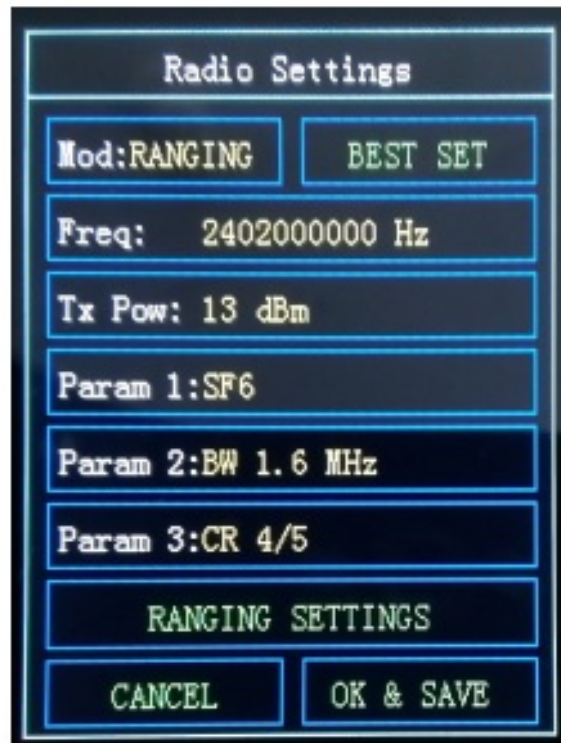 Radio Settings
Mod:RANGING
BEST SET
Freq: 2402000000 Hz
Tx Pow: 13 dBm
Param 1:SF6
Param 2:BW 1.6 MHz
Param 3:CR 4/5
RANGING SETTINGS
CANCEL
OK & SAVE